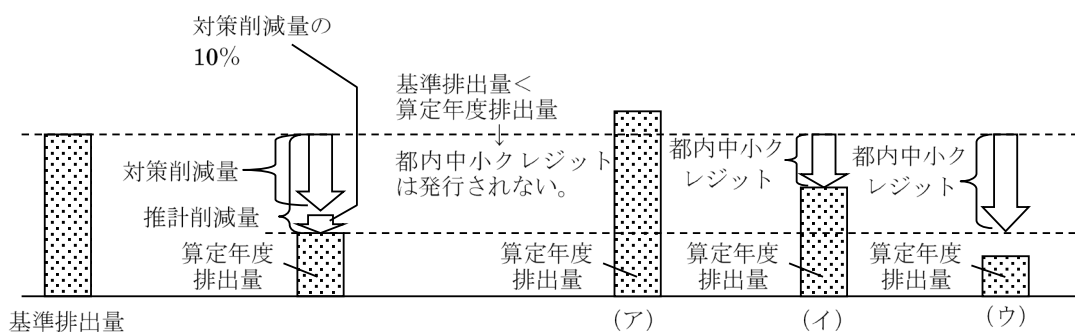 対策削減量の
10%
基準排出量＜
算定年度排出量
↓
都内中小クレジット
は発行されない。
対策削減量
推計削減量
算定年度
排出量
基準排出量
算定年度
排出量
（ア）
都内中小ク
レジット
算定年度
排出量
（イ）
都内中小ク
レジット
算定年度
排出量
（ウ）